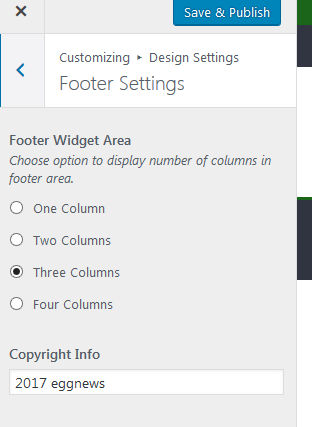 Save & Publish
Customizing ▸ Design Settings
Footer Settings
Footer Widget Area
Choose option to display number of columns in
footer area.
One Column
Two Columns
Three Columns
Four Columns
Copyright Info
2017 eggnews